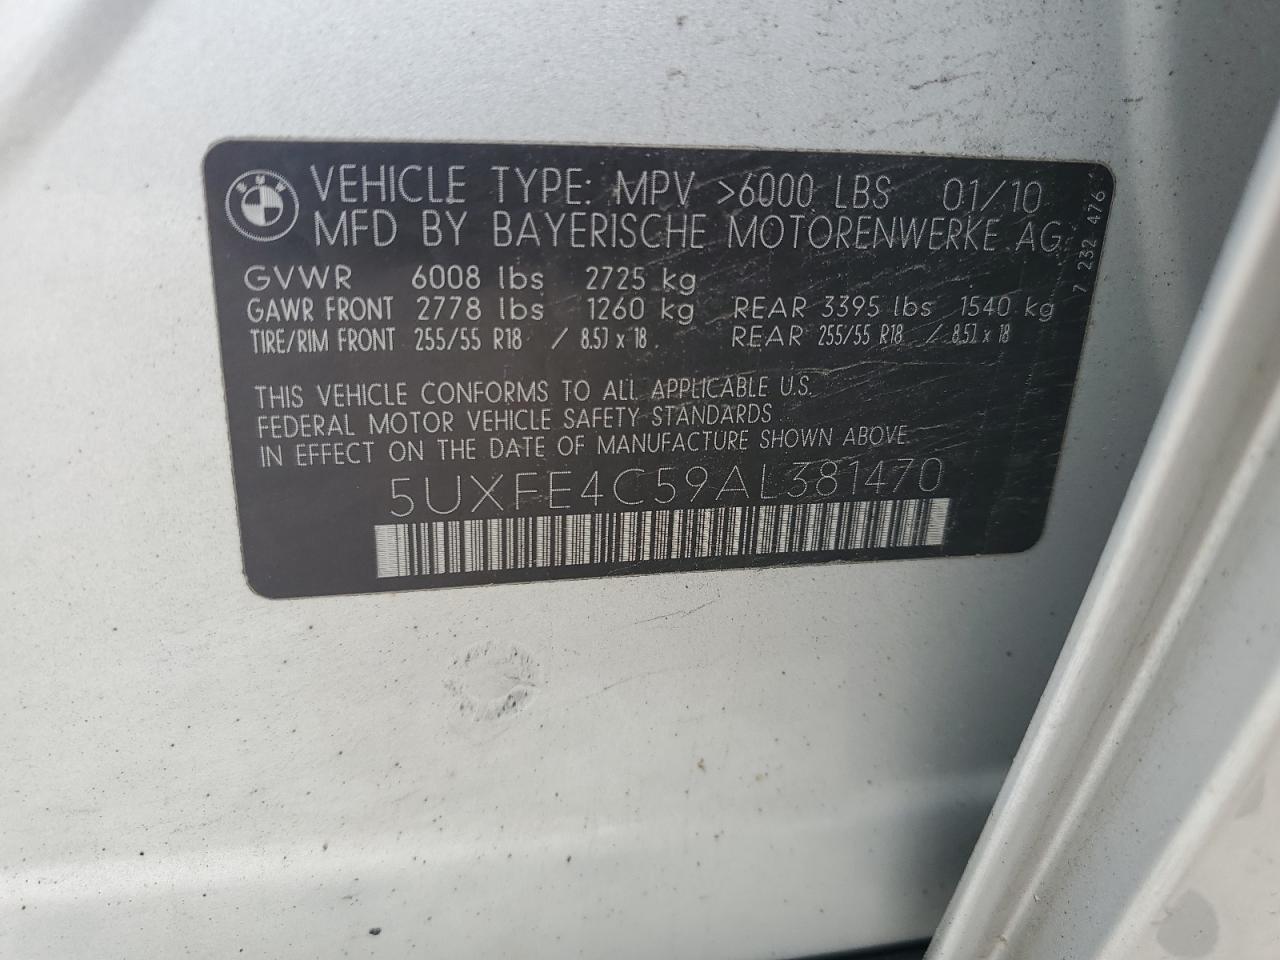 VEHICLE TYPE: MPV >6000 LBS 01/10
MFD BY BAYERISCHE MOTORENWERKE AG
GVWR 6008 lbs 2725 kg
GAWR FRONT 2778 lbs 1260 kg REAR 3395 lbs 1540 kg
TIRE/RIM FRONT 255/55 R18 / 8.5J x 18 REAR 255/55 R18 / 8.5J x 18
THIS VEHICLE CONFORMS TO ALL APPLICABLE U.S.
FEDERAL MOTOR VEHICLE SAFETY STANDARDS
IN EFFECT ON THE DATE OF MANUFACTURE SHOWN ABOVE
5UXFE4C59AL381470
7 232 476